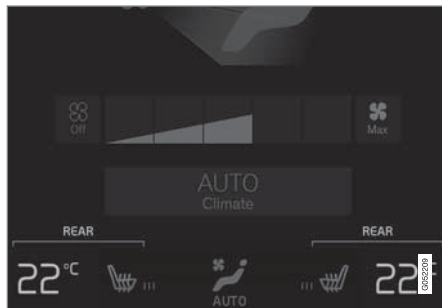 Off
Max
AUTO
Climate
REAR REAR
22°C 22°
AUTO
G052209